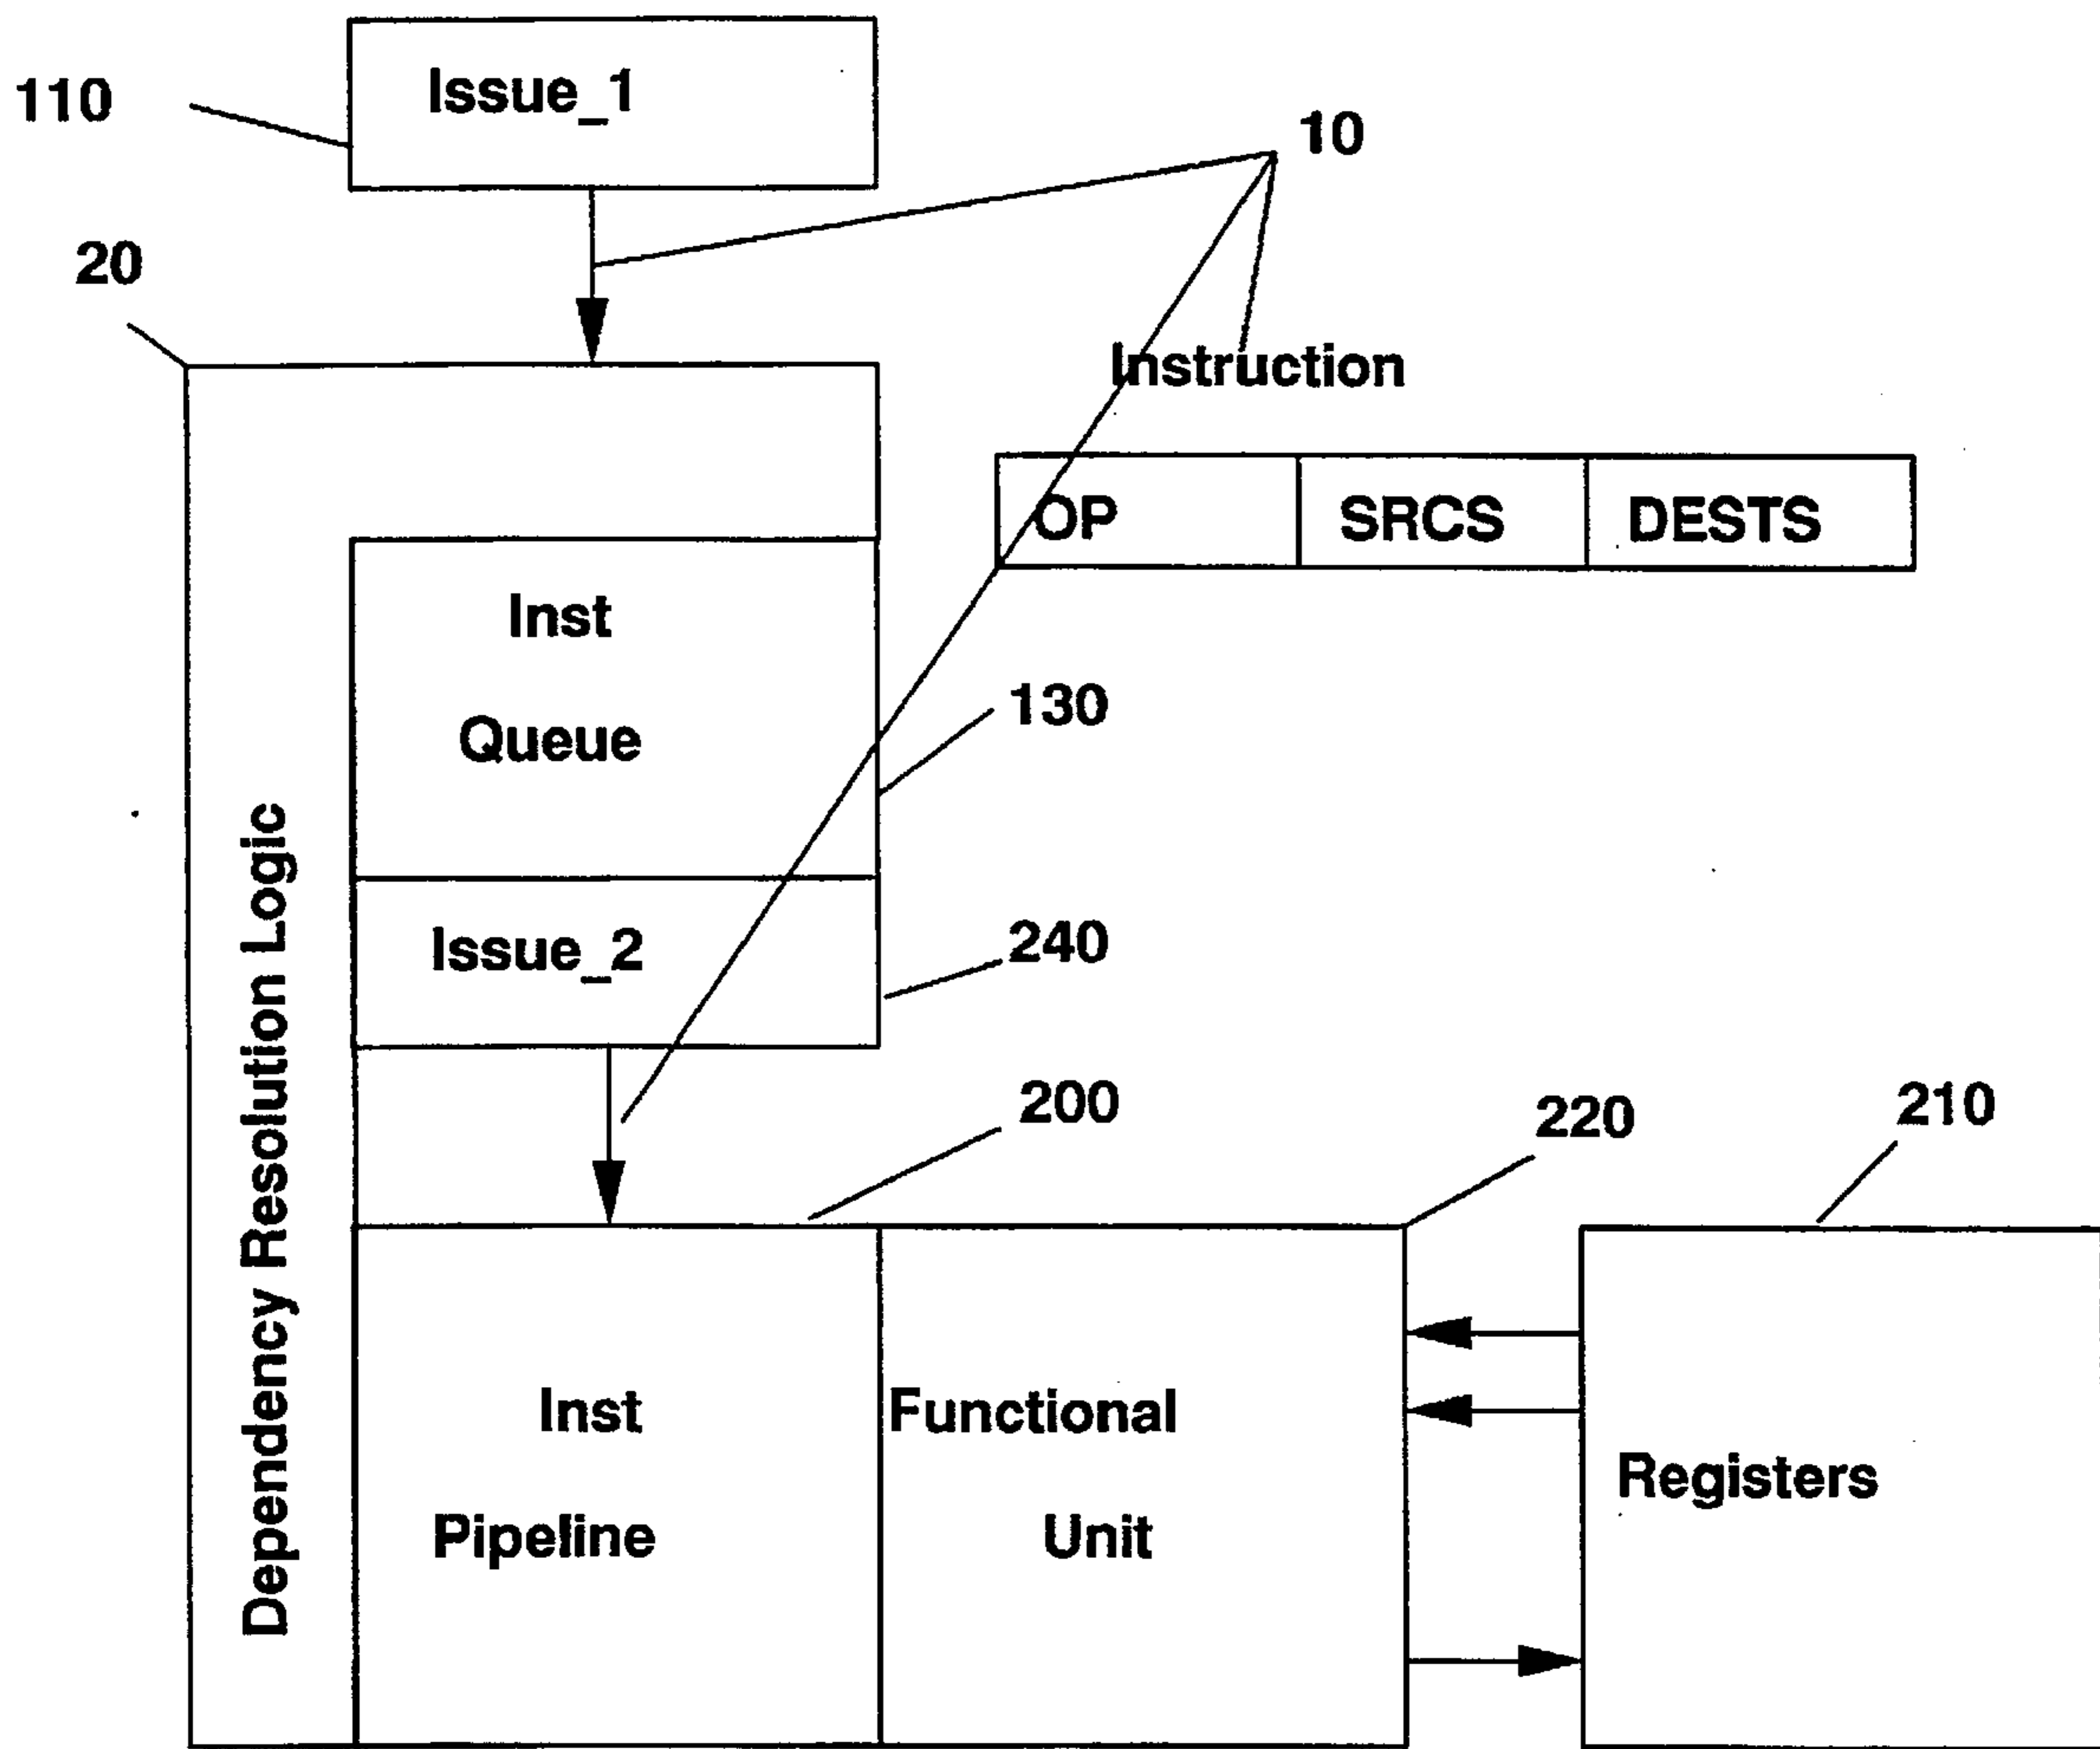 Issue_1
110
10
20
Instruction
OP SRCS DESTS
Inst
Queue
130
Issue_2
240
Dependency Resolution Logic
200
220
210
Inst
Pipeline
Functional
Unit
Registers